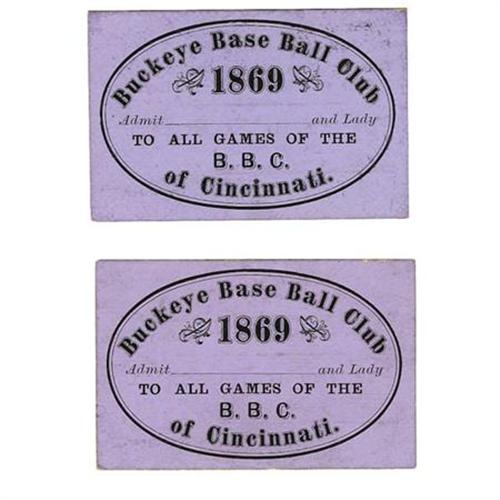 Buckeye Base Ball Club
1869
Admit and Lady
TO ALL GAMES OF THE
B. B. C.
of Cincinnati.
Buckeye Base Ball Club
1869
Admit and Lady
TO ALL GAMES OF THE
B. B. C.
of Cincinnati.